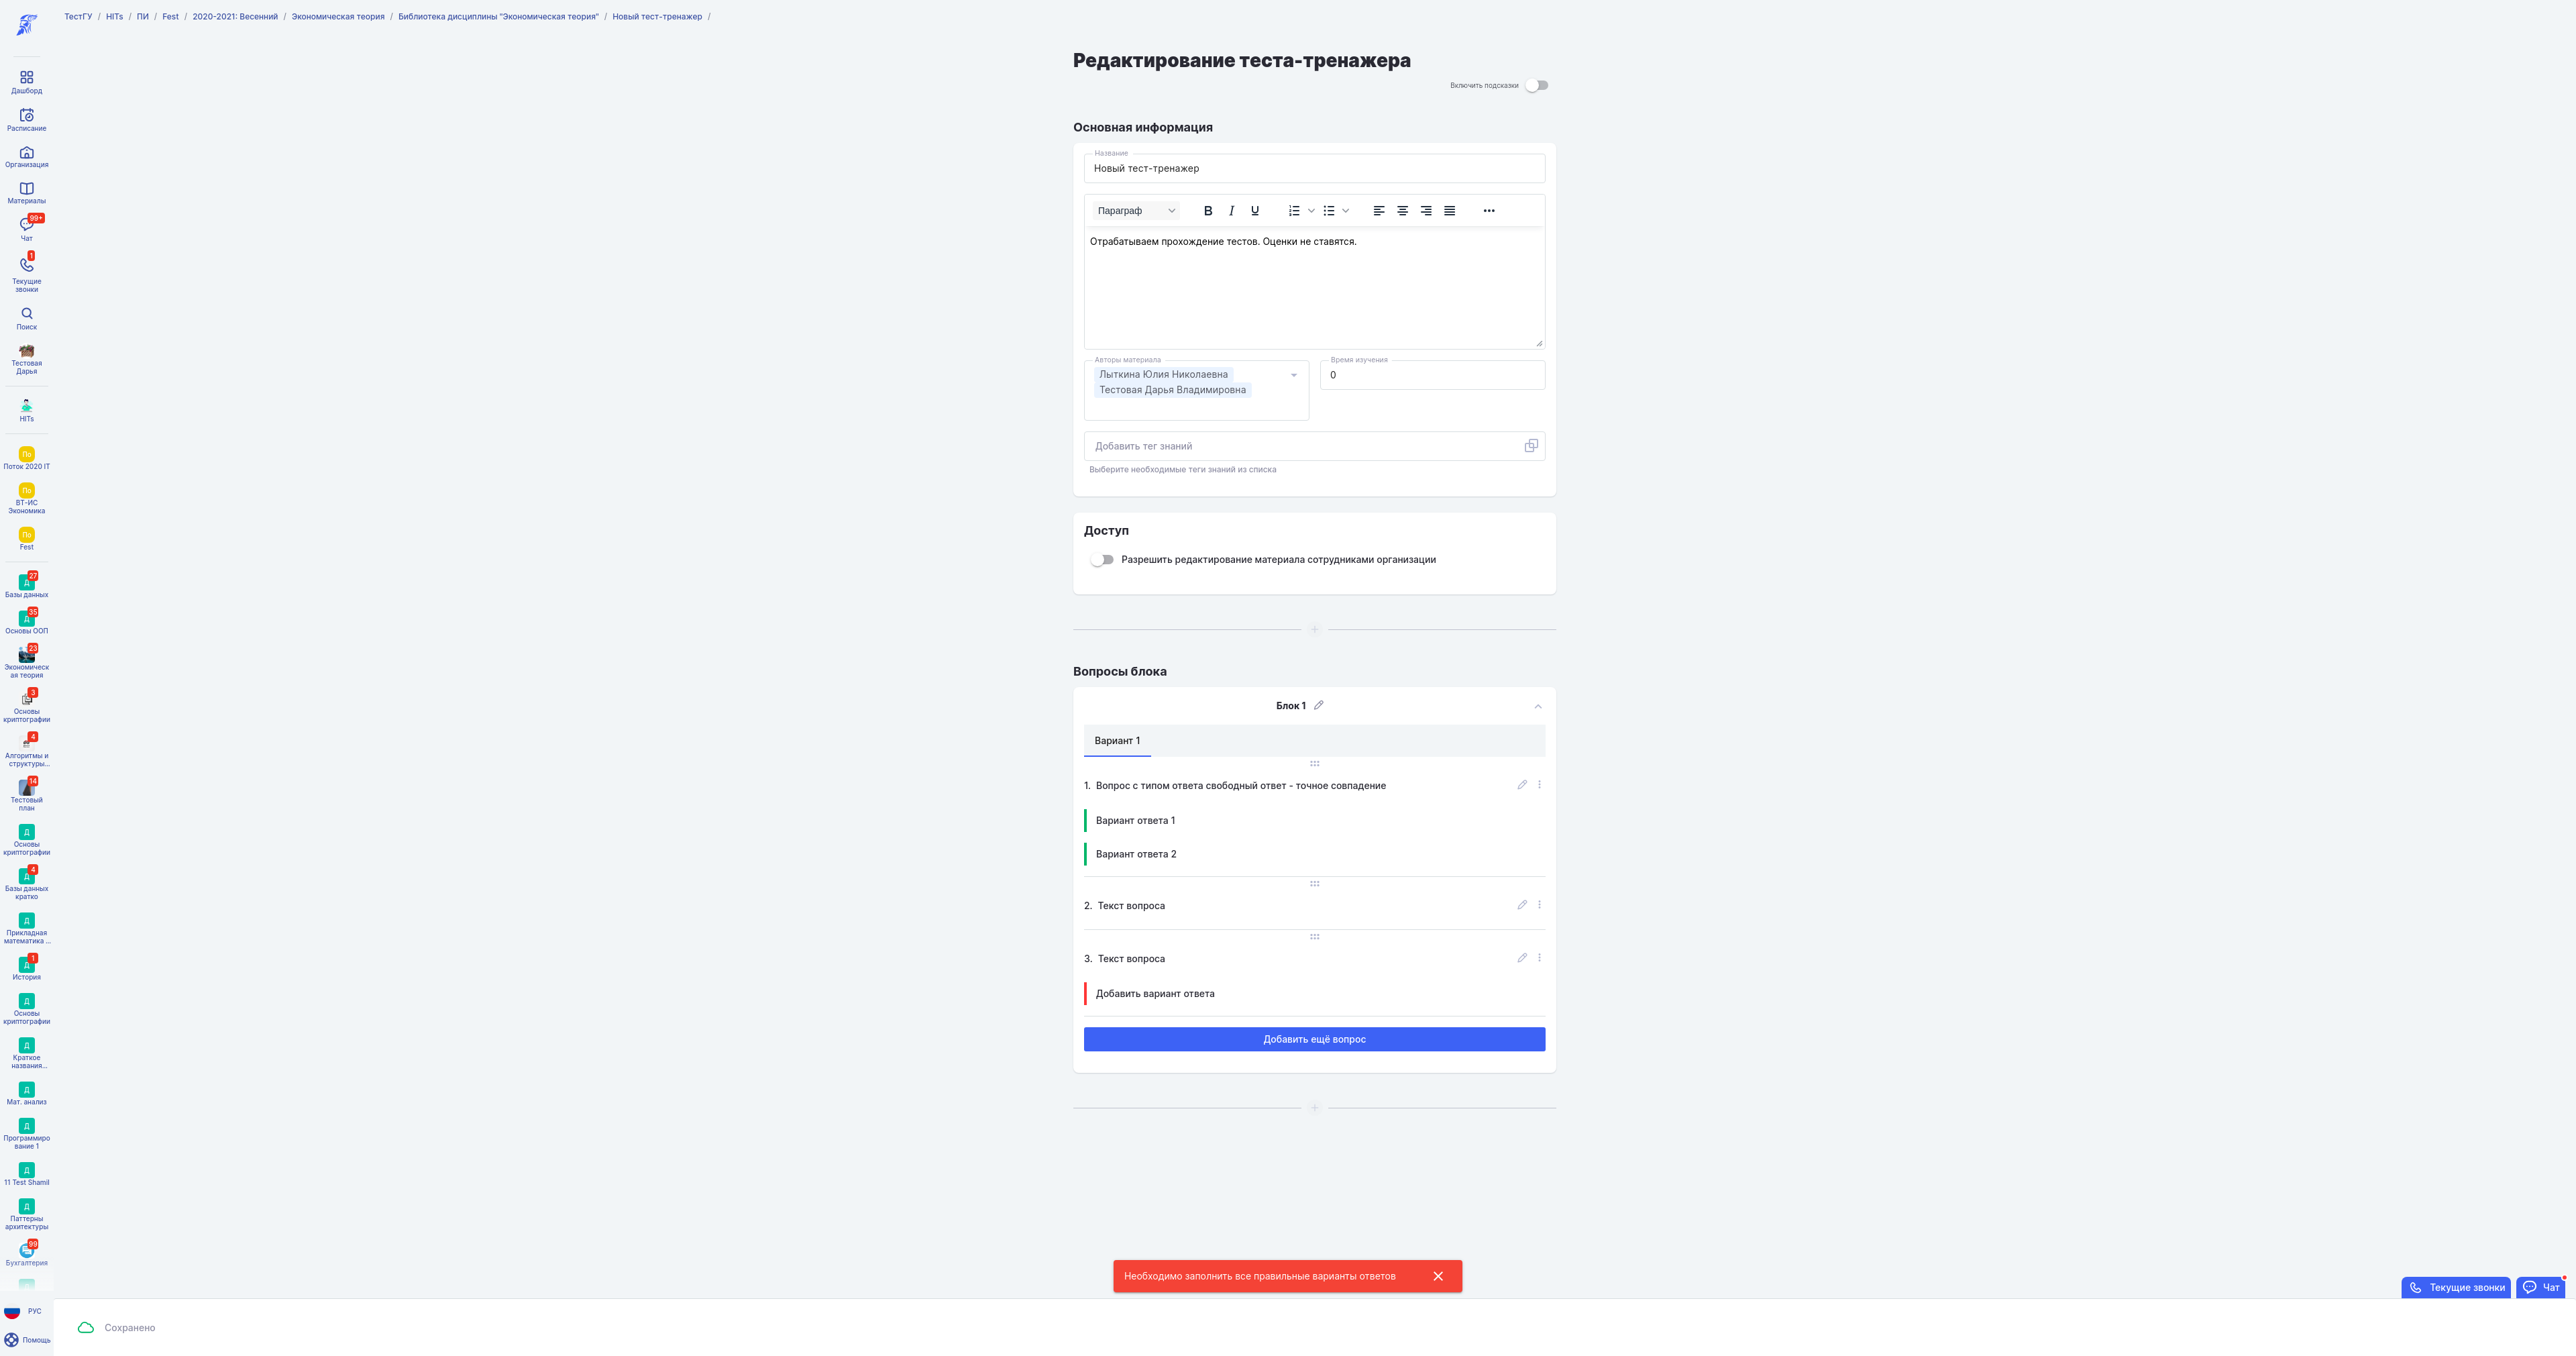 ТестГУ / HITs / ПИ / Fest / 2020-2021: Весенний / Экономическая теория / Библиотека дисциплины "Экономическая теория" / Новый тест-тренажер /
Дашборд
Расписание
Организация
Материалы
99+
Чат
1
Текущие
звонки
Поиск
Тестовая
Дарья
HITs
По
Поток 2020 IT
По
ВТ-ИС
Экономика
По
Fest
Д 27
Базы данных
Д 35
Основы ООП
23
Экономическ
ая теория
3
Основы
криптографии
4
Алгоритмы и
структуры...
14
Тестовый
план
Д
Основы
криптографии
Д 4
Базы данных
кратко
Д
Прикладная
математика ...
Д 1
История
Д
Основы
криптографии
Д
Краткое
названия...
Д
Мат. анализ
Д
Программиро
вание 1
Д
11 Test Shamil
Д
Паттерны
архитектуры
99
Бухгалтерия
РУС
Помощь
Редактирование теста-тренажера
Включить подсказки
Основная информация
Название
Новый тест-тренажер
Параграф B I U
Отрабатываем прохождение тестов. Оценки не ставятся.
Авторы материала
Лыткина Юлия Николаевна
Тестовая Дарья Владимировна
Время изучения
0
Добавить тег знаний
Выберите необходимые теги знаний из списка
Доступ
Разрешить редактирование материала сотрудниками организации
Вопросы блока
Блок 1
Вариант 1
1. Вопрос с типом ответа свободный ответ - точное совпадение
Вариант ответа 1
Вариант ответа 2
2. Текст вопроса
3. Текст вопроса
Добавить вариант ответа
Добавить ещё вопрос
Необходимо заполнить все правильные варианты ответов
Текущие звонки
Чат
Сохранено